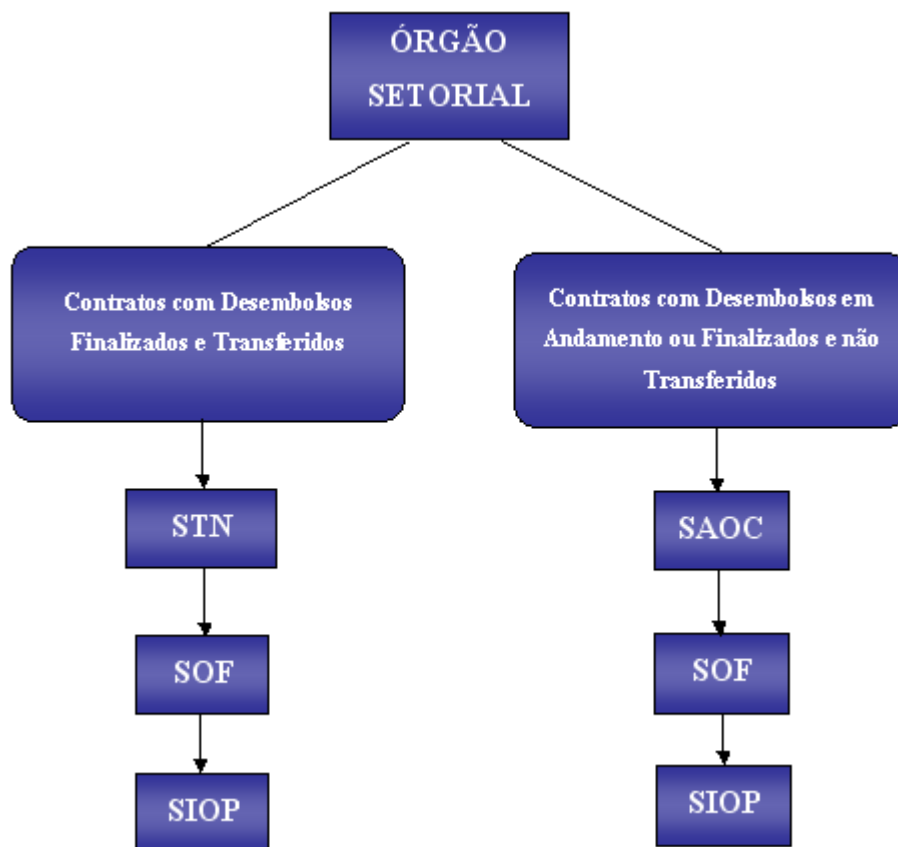 ÓRGÃO
SETORIAL
Contratos com Desembolsos
Finalizados e Transferidos
Contratos com Desembolsos em
Andamento ou Finalizados e não
Transferidos
STN
SAOC
SOF
SOF
SIOP
SIOP